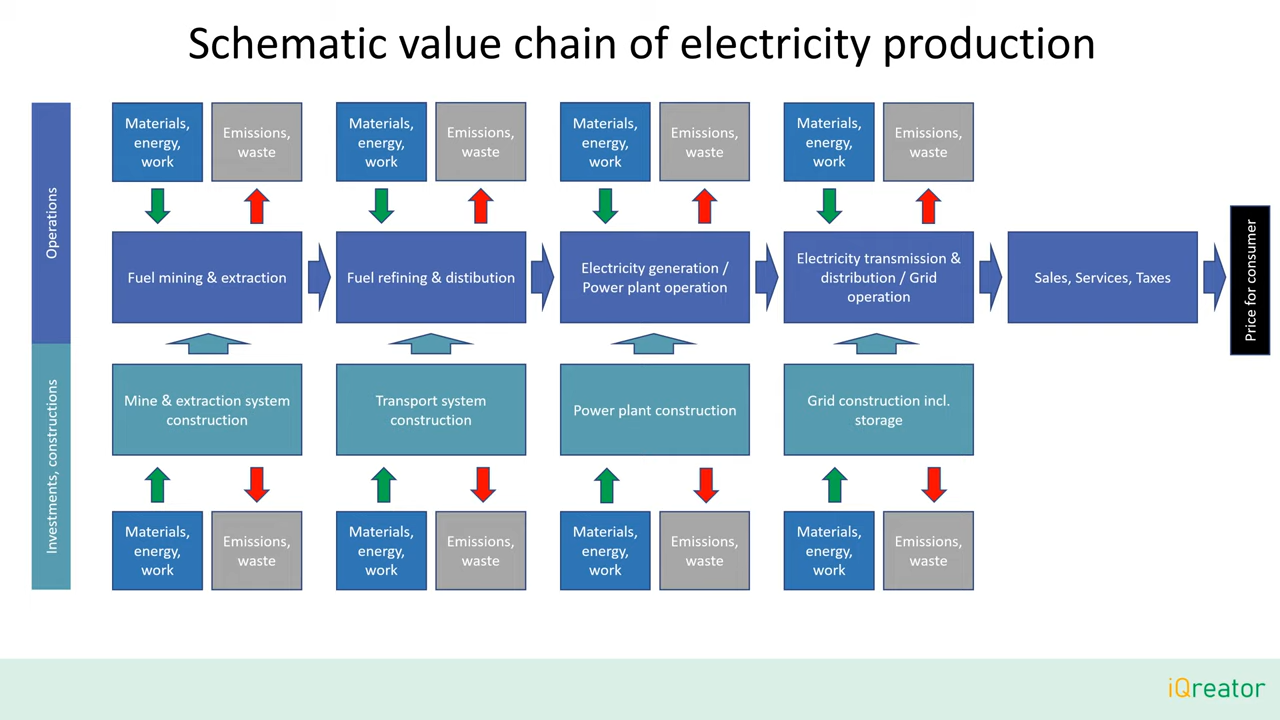 Schematic value chain of electricity production
Operations
Materials,
energy,
work
Emissions,
waste
Materials,
energy,
work
Emissions,
waste
Materials,
energy,
work
Emissions,
waste
Materials,
energy,
work
Emissions,
waste
Fuel mining & extraction
Fuel refining & distibution
Electricity generation /
Power plant operation
Electricity transmission &
distribution / Grid
operation
Sales, Services, Taxes
Price for consumer
Investments, constructions
Mine & extraction system
construction
Transport system
construction
Power plant construction
Grid construction incl.
storage
Materials,
energy,
work
Emissions,
waste
Materials,
energy,
work
Emissions,
waste
Materials,
energy,
work
Emissions,
waste
Materials,
energy,
work
Emissions,
waste
iQreator